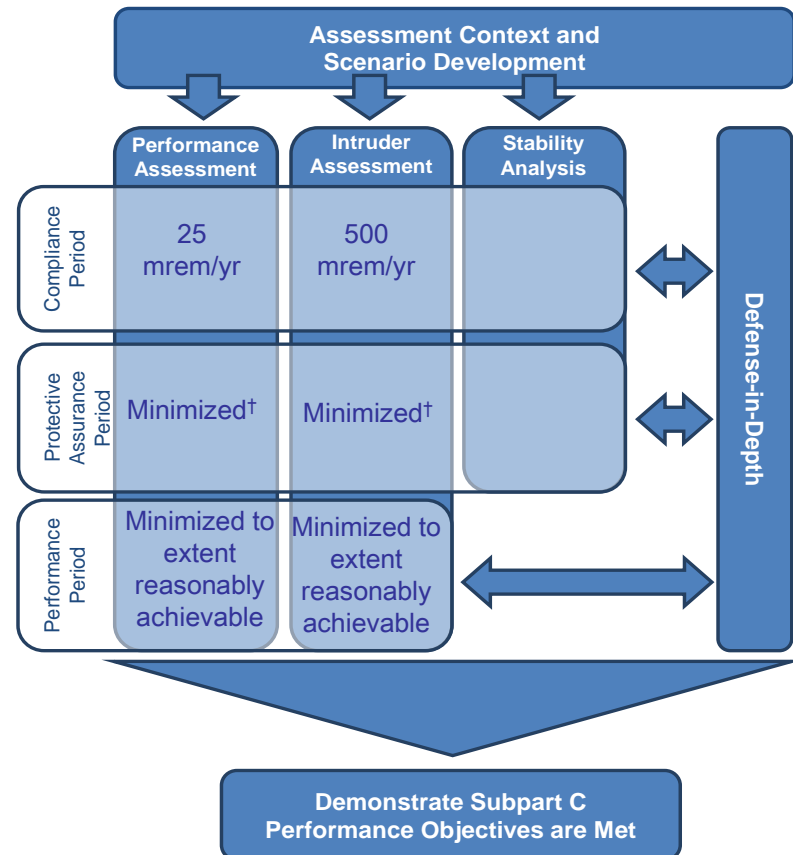 Assessment Context and
Scenario Development
Performance
Assessment
Intruder
Assessment
Stability
Analysis
Compliance
Period
25
mrem/yr
500
mrem/yr
Protective
Assurance
Period
Minimized†
Minimized†
Performance
Period
Minimized to
extent
reasonably
achievable
Minimized to
extent
reasonably
achievable
Defense-in-Depth
Demonstrate Subpart C
Performance Objectives are Met